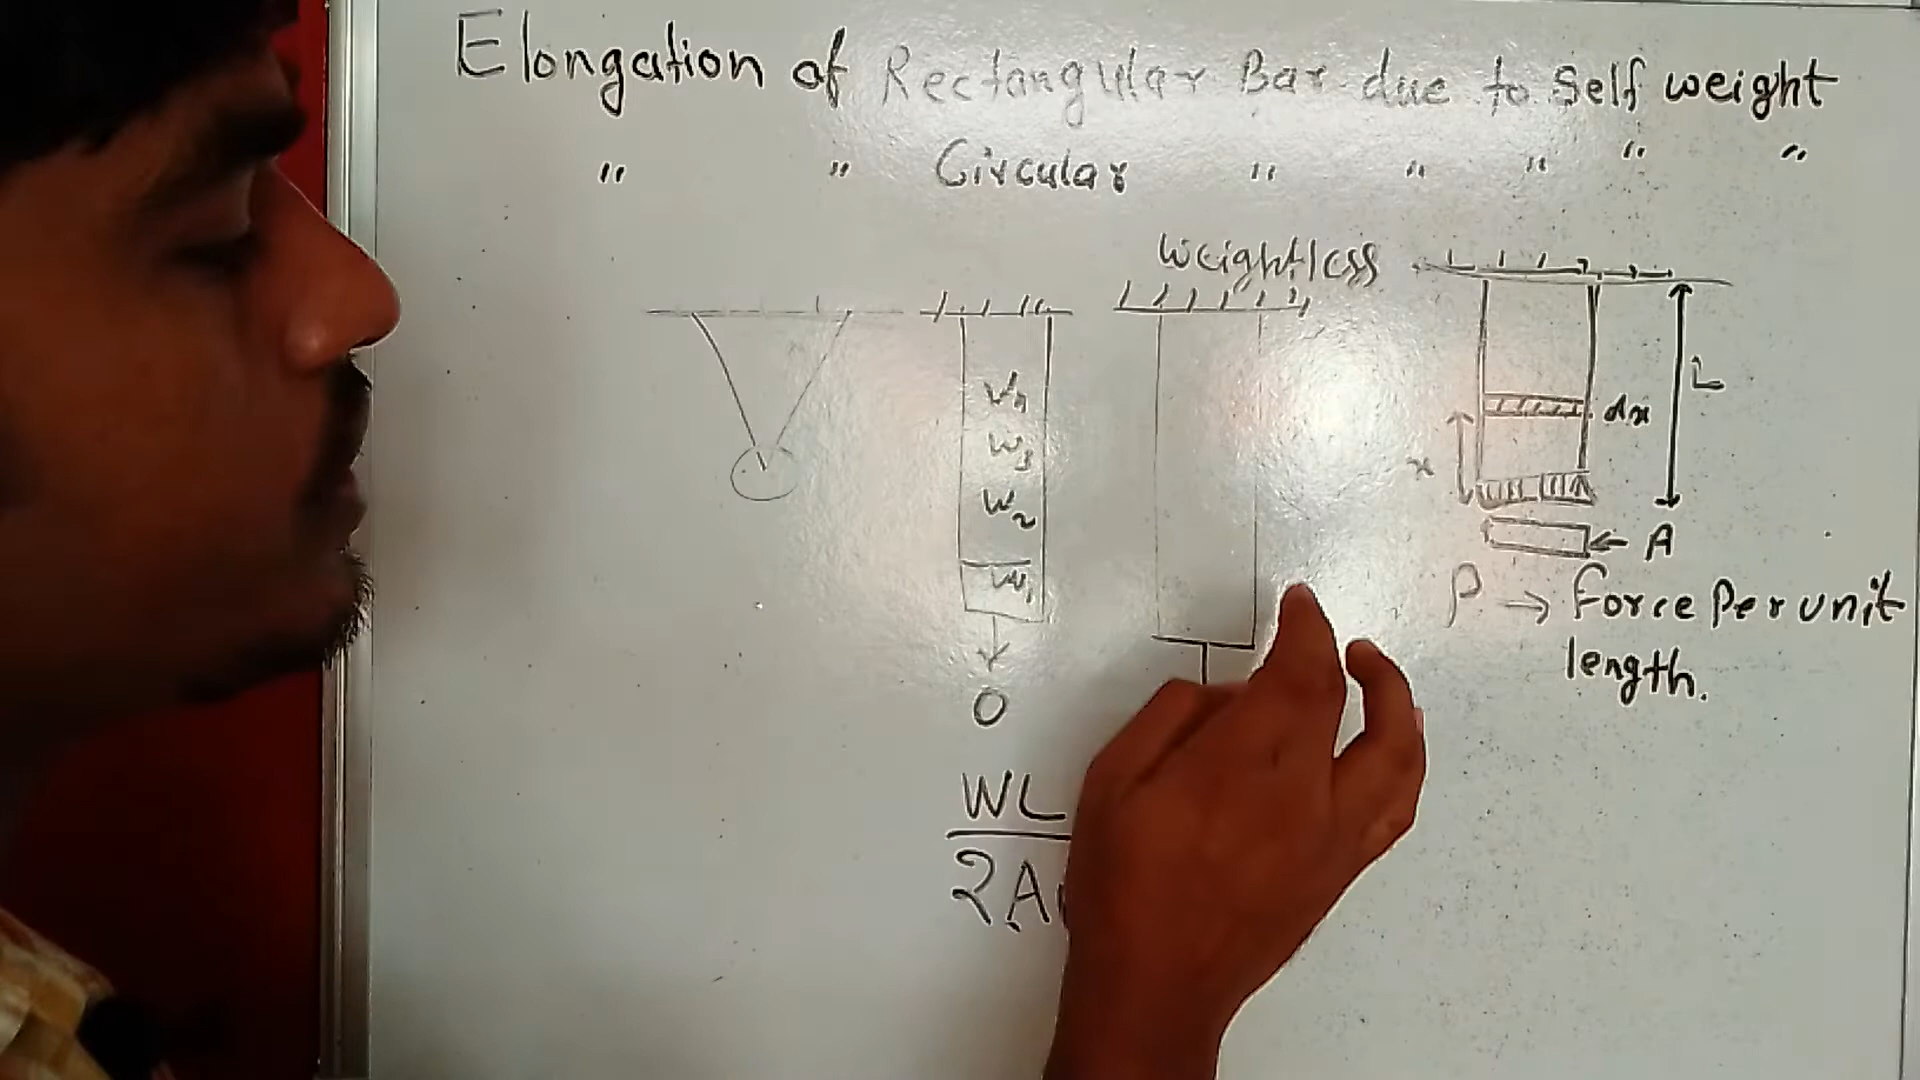 Elongation of Rectangular Bar due to Self weight
" " Circular " " " " "
Weightless
W3
W2
W1
O
WL
2A
L
dx
x
A
P → Force Per unit
length.